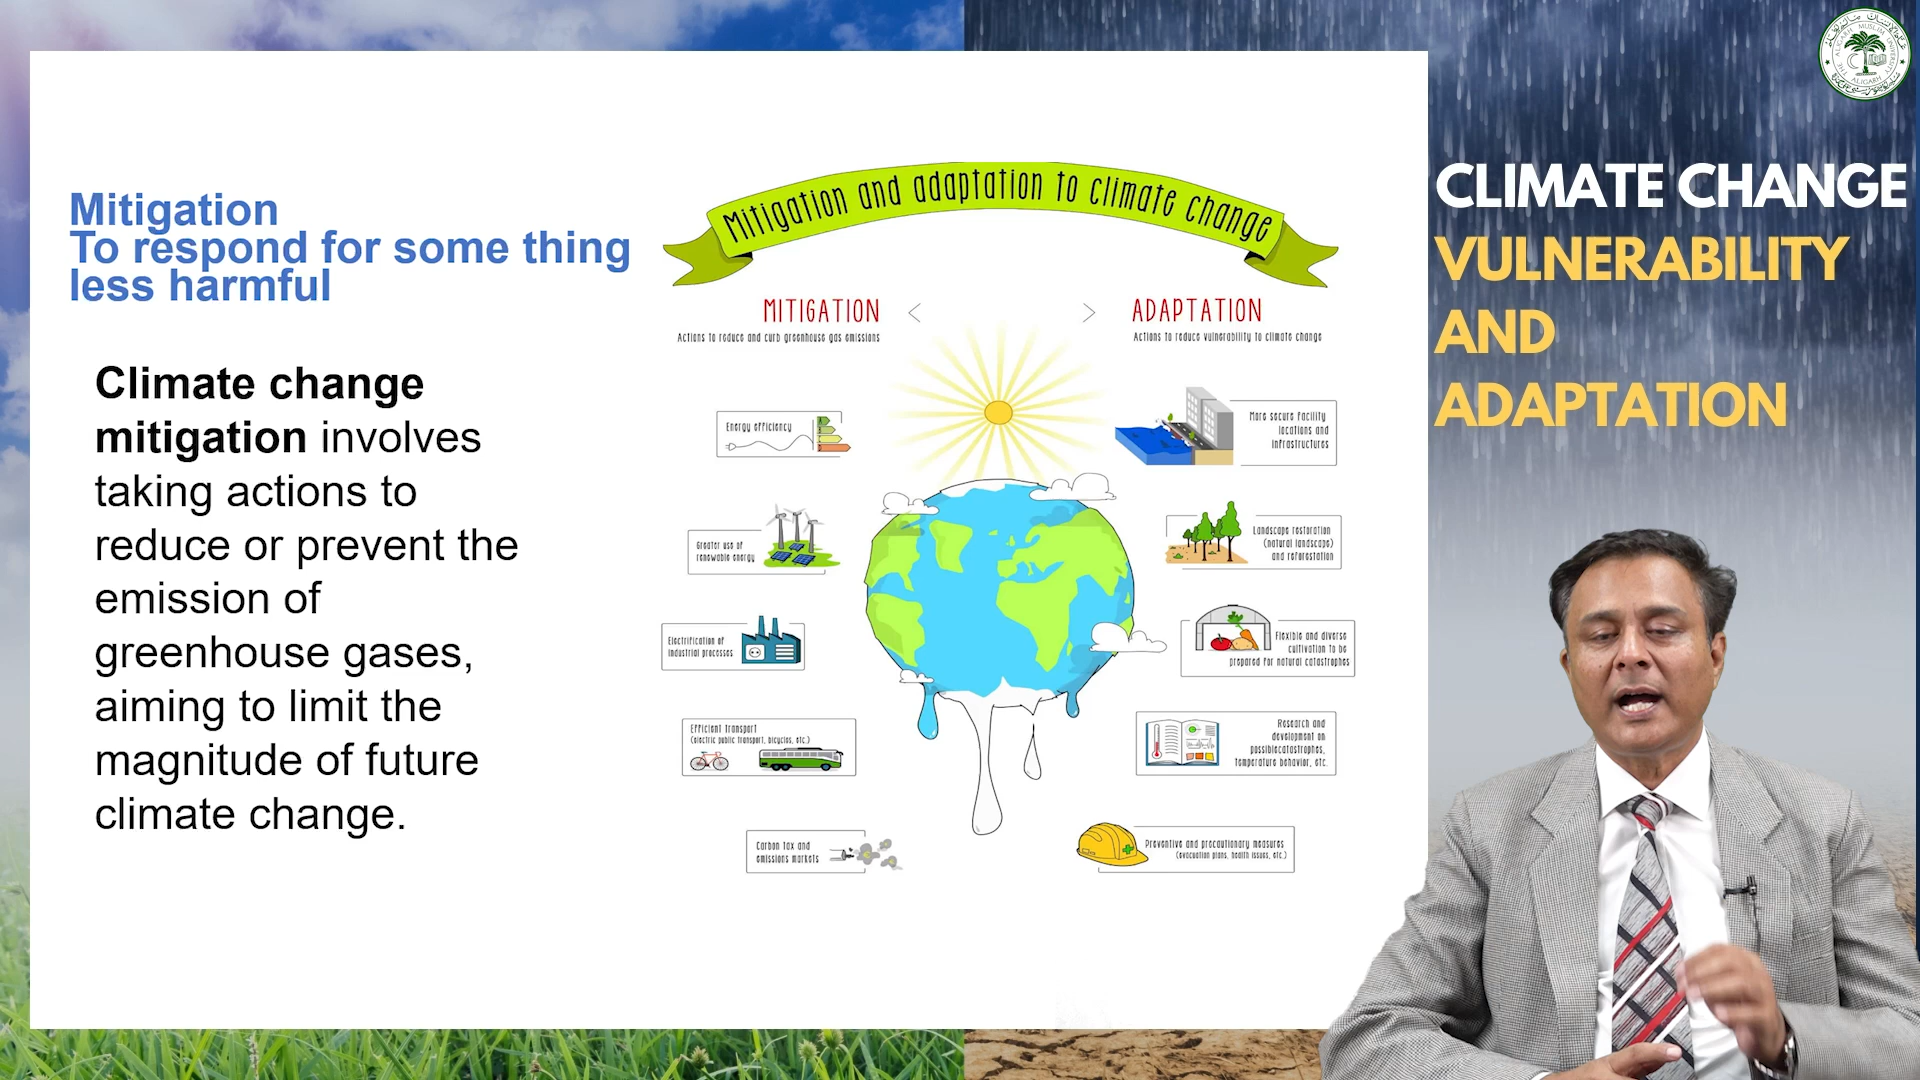 Mitigation
To respond for some thing
less harmful
Climate change
mitigation involves
taking actions to
reduce or prevent the
emission of
greenhouse gases,
aiming to limit the
magnitude of future
climate change.
Mitigation and adaptation to climate change
MITIGATION
Actions to reduce and curb greenhouse gas emissions
Energy efficiency
Greater use of
renewable energy
Electrification of
industrial processes
Efficient transport
(electric public transport, bicycles, etc.)
Carbon tax and
emissions markets
ADAPTATION
Actions to reduce vulnerability to climate change
More secure facility
locations and
infrastructures
Landscape restoration
(natural landscape)
and reforestation
Flexible and diverse
cultivation to be
prepared for natural catastrophes
Research and
development on
possiblecatastrophes,
temperature behavior, etc.
Preventive and precautionary measures
(evacuation plans, health issues, etc.)
CLIMATE CHANGE
VULNERABILITY
AND
ADAPTATION
THE ALIGARH MUSLIM UNIVERSITY
ALIGARH